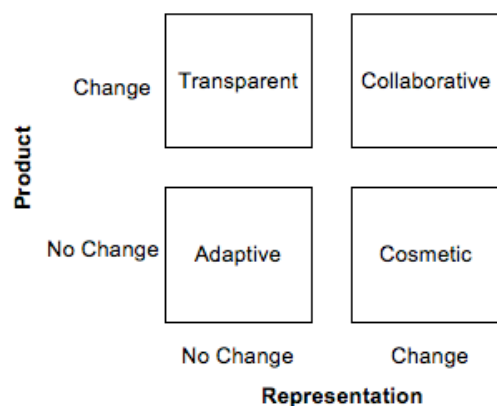 Transparent
Collaborative
Change
Product
No Change
Adaptive
Cosmetic
No Change
Change
Representation